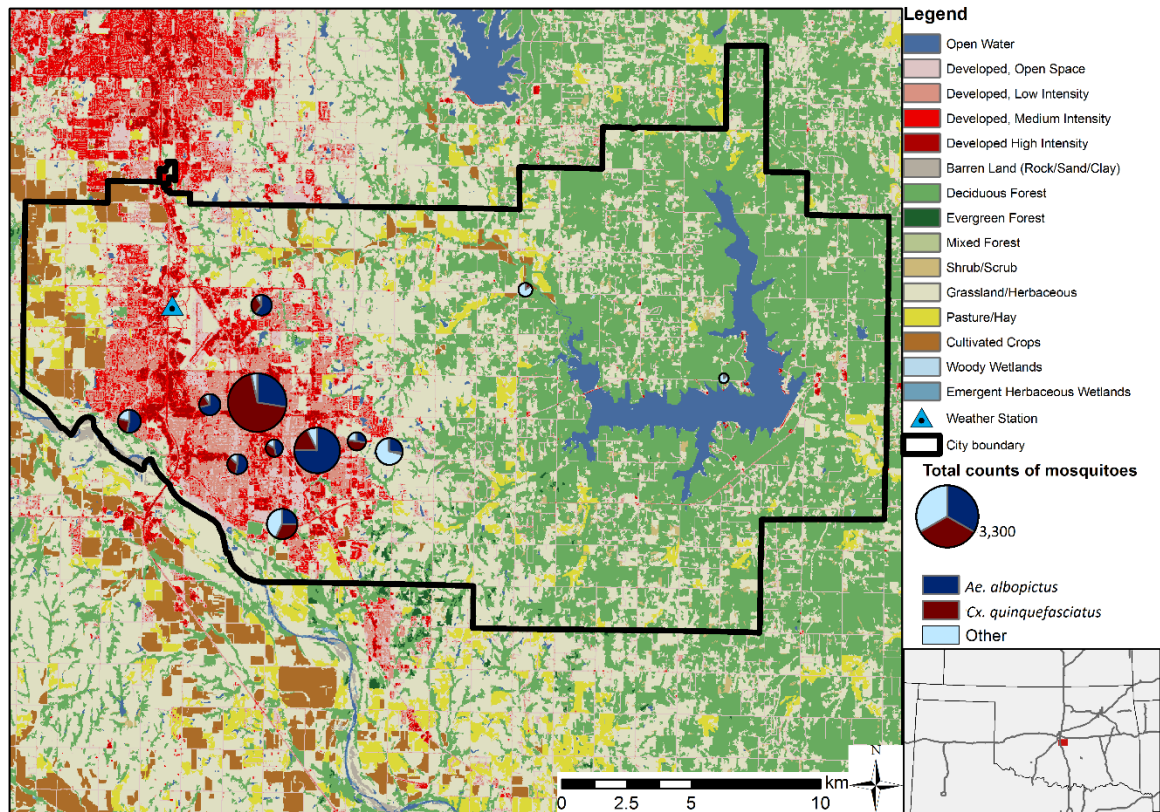 Legend
Open Water
Developed, Open Space
Developed, Low Intensity
Developed, Medium Intensity
Developed High Intensity
Barren Land (Rock/Sand/Clay)
Deciduous Forest
Evergreen Forest
Mixed Forest
Shrub/Scrub
Grassland/Herbaceous
Pasture/Hay
Cultivated Crops
Woody Wetlands
Emergent Herbaceous Wetlands
Weather Station
City boundary
Total counts of mosquitoes
3,300
Ae. albopictus
Cx. quinquefasciatus
Other
N
km
0 2.5 5 10